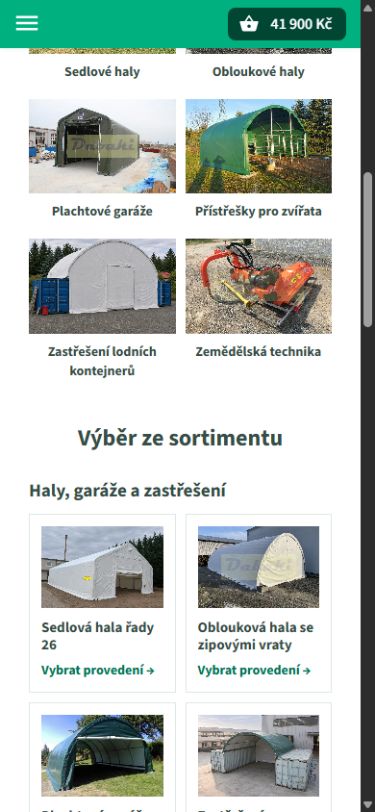 41 900 Kč
Sedlové haly
Obloukové haly
Plachtové garáže
Přístřešky pro zvířata
Zastřešení lodních
kontejnerů
Zemědělská technika
Výběr ze sortimentu
Haly, garáže a zastřešení
Sedlová hala řady
26
Vybrat provedení →
Oblouková hala se
zipovými vraty
Vybrat provedení →